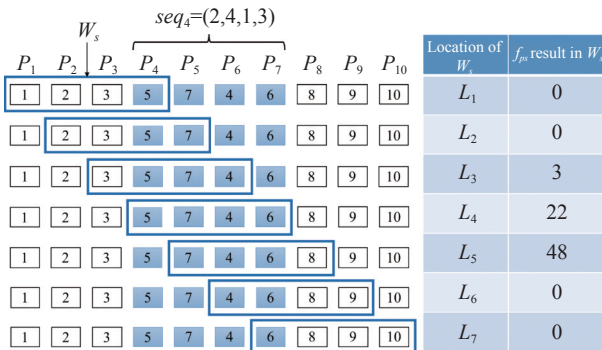 seq4=(2,4,1,3)
Ws
P1 P2 P3 P4 P5 P6 P7 P8 P9 P10
1 2 3 5 7 4 6 8 9 10
1 2 3 5 7 4 6 8 9 10
1 2 3 5 7 4 6 8 9 10
1 2 3 5 7 4 6 8 9 10
1 2 3 5 7 4 6 8 9 10
1 2 3 5 7 4 6 8 9 10
1 2 3 5 7 4 6 8 9 10
Location of Ws fps result in Ws
L1 0
L2 0
L3 3
L4 22
L5 48
L6 0
L7 0